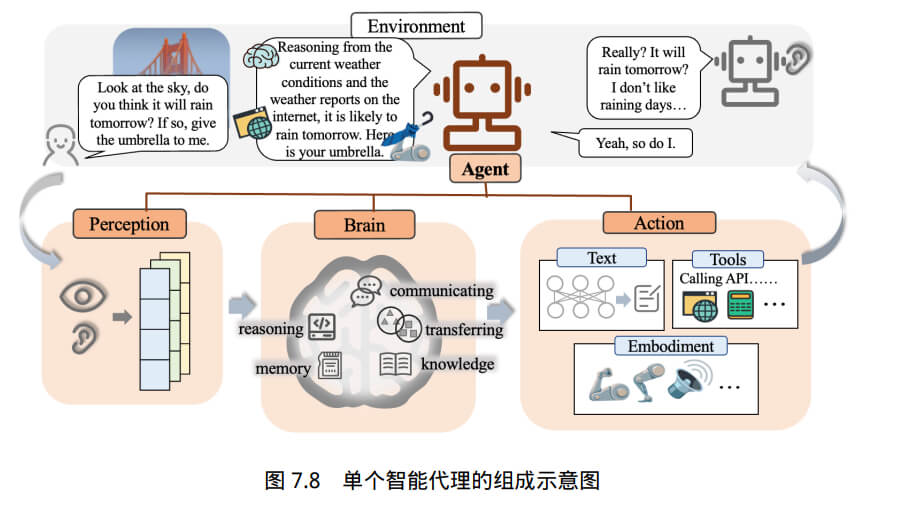 Environment
Look at the sky, do
you think it will rain
tomorrow? If so, give
the umbrella to me.
Reasoning from the
current weather
conditions and the
weather reports on the
internet, it is likely to
rain tomorrow. Here
is your umbrella.
Really? It will
rain tomorrow?
I don't like
raining days…
Yeah, so do I.
Agent
Perception
Brain
communicating
reasoning
transferring
memory
knowledge
Action
Text
Tools
Calling API……
...
Embodiment
...
图 7.8 单个智能代理的组成示意图